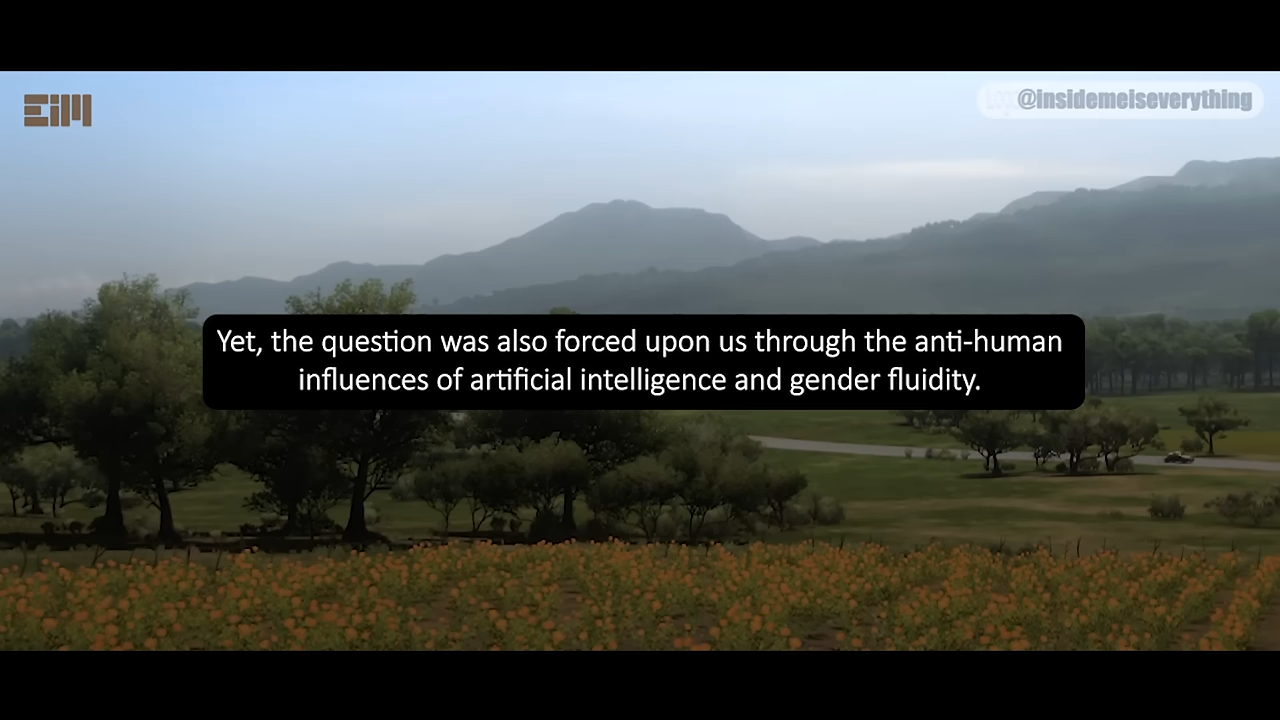 EiM
@insidemeiseverything
Yet, the question was also forced upon us through the anti-human
influences of artificial intelligence and gender fluidity.